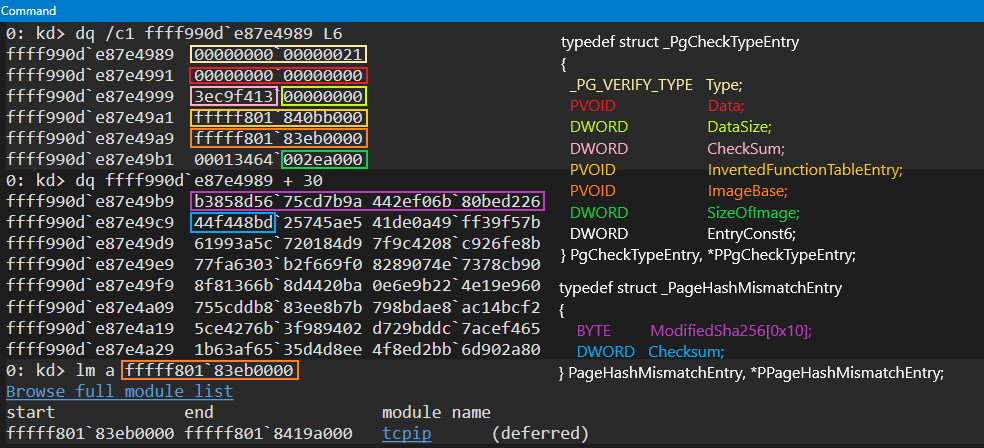 Command
0: kd> dq /c1 ffff990d`e87e4989 L6
ffff990d`e87e4989 00000000`00000021
ffff990d`e87e4991 00000000`00000000
ffff990d`e87e4999 3ec9f413`00000000
ffff990d`e87e49a1 fffff801`840bb000
ffff990d`e87e49a9 fffff801`83eb0000
ffff990d`e87e49b1 00013464`002ea000
0: kd> dq ffff990d`e87e4989 + 30
ffff990d`e87e49b9 b3858d56`75cd7b9a 442ef06b`80bed226
ffff990d`e87e49c9 44f448bd`25745ae5 41de0a49`ff39f57b
ffff990d`e87e49d9 61993a5c`720184d9 7f9c4208`c926fe8b
ffff990d`e87e49e9 77fa6303`b2f669f0 8289074e`7378cb90
ffff990d`e87e49f9 8f81366b`8d4420ba 0e6e9b22`4e19e960
ffff990d`e87e4a09 755cddb8`83ee8b7b 798bdae8`ac14bcf2
ffff990d`e87e4a19 5ce4276b`3f989402 d729bddc`7acef465
ffff990d`e87e4a29 1b63af65`35d4d8ee 4f8ed2bb`6d902a80
0: kd> lm a fffff801`83eb0000
Browse full module list
start end module name
fffff801`83eb0000 fffff801`8419a000 tcpip (deferred)
typedef struct _PgCheckTypeEntry
{
_PG_VERIFY_TYPE Type;
PVOID Data;
DWORD DataSize;
DWORD CheckSum;
PVOID InvertedFunctionTableEntry;
PVOID ImageBase;
DWORD SizeOfImage;
DWORD EntryConst6;
} PgCheckTypeEntry, *PPgCheckTypeEntry;
typedef struct _PageHashMismatchEntry
{
BYTE ModifiedSha256[0x10];
DWORD Checksum;
} PageHashMismatchEntry, *PPageHashMismatchEntry;